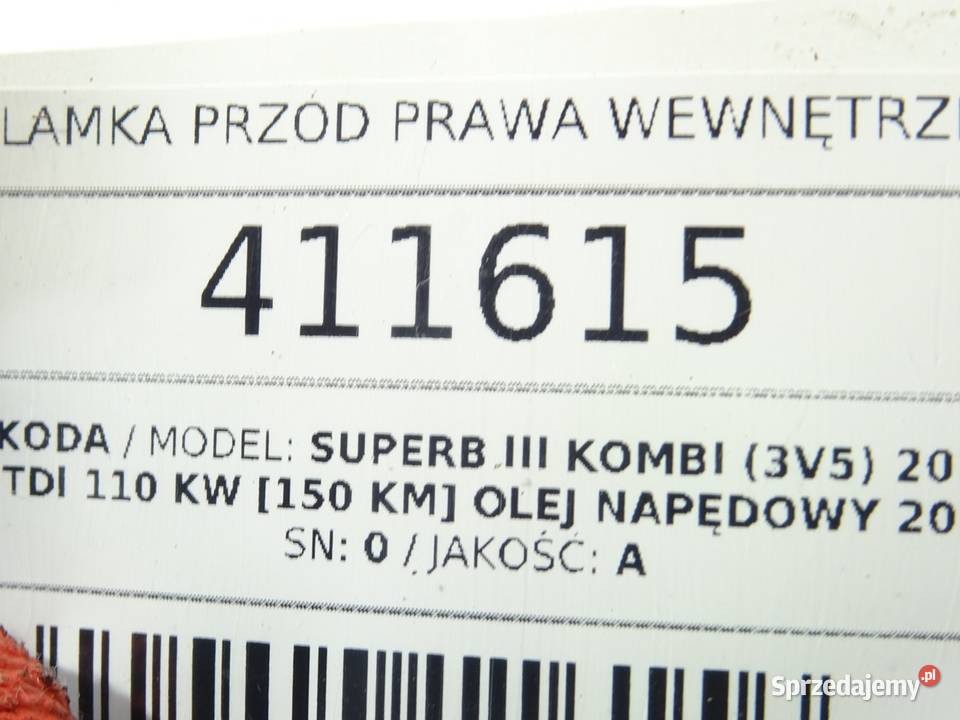 LAMKA PRZÓD PRAWA WEWNĘTRZ
411615
KODA / MODEL: SUPERB III KOMBI (3V5) 20
TDI 110 KW [150 KM] OLEJ NAPĘDOWY 20
SN: 0 / JAKOŚĆ: A
Sprzedajemy.pl